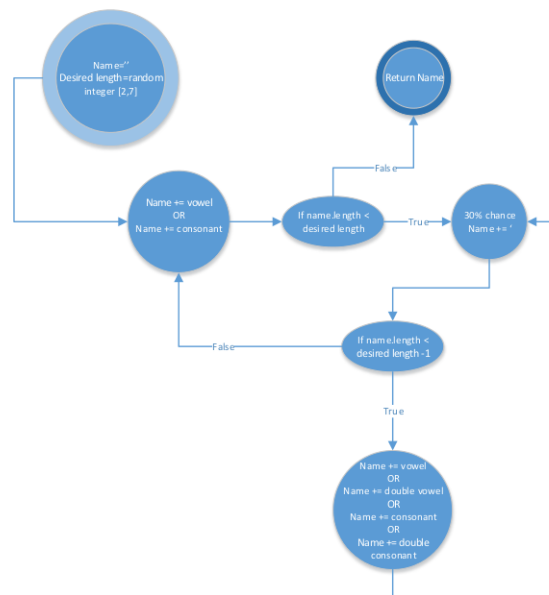 Name=''
Desired length=random
integer [2,7]
Return Name
False
Name += vowel
OR
Name += consonant
If name.length <
desired length
True
30% chance
Name += '
If name.length <
desired length -1
False
True
Name += vowel
OR
Name += double vowel
OR
Name += consonant
OR
Name += double
consonant